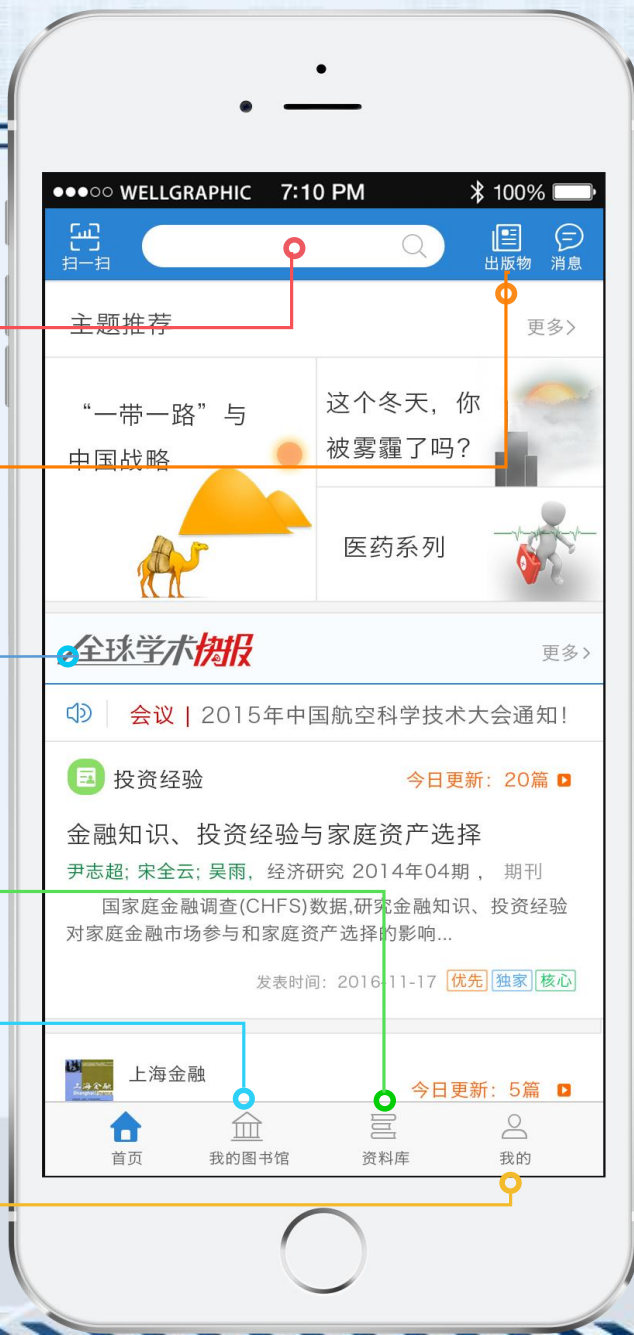 WELLGRAPHIC 7:10 PM 100%
扫一扫 出版物 消息
主题推荐 更多>
“一带一路”与
中国战略
这个冬天，你
被雾霾了吗?
医药系列
全球学术快报 更多>
会议 | 2015年中国航空科学技术大会通知!
投资经验 今日更新：20篇
金融知识、投资经验与家庭资产选择
尹志超; 宋全云; 吴雨, 经济研究 2014年04期 ， 期刊
国家庭金融调查(CHFS)数据,研究金融知识、投资经验
对家庭金融市场参与和家庭资产选择的影响...
发表时间：2016-11-17 优先 独家 核心
上海金融
上海金融 今日更新：5篇
首页 我的图书馆 资料库 我的